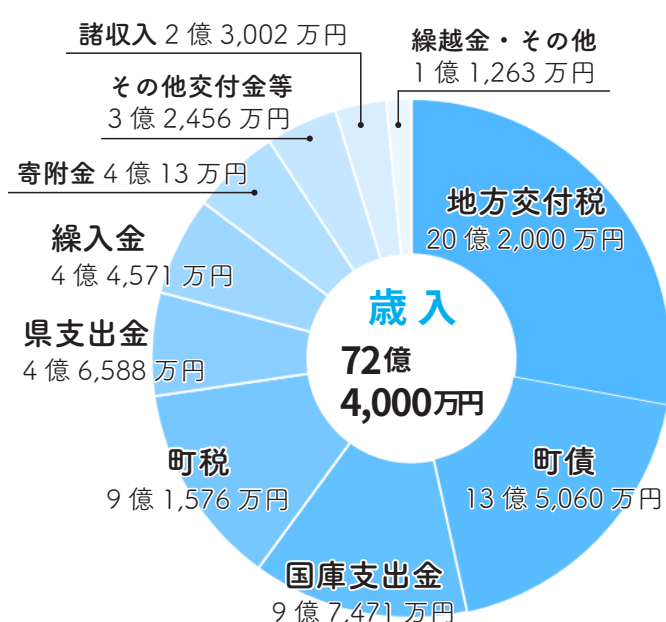 諸収入 2 億 3,002 万円
繰越金・その他
1 億 1,263 万円
その他交付金等
3 億 2,456 万円
寄附金 4 億 13 万円
地方交付税
20 億 2,000 万円
繰入金
4 億 4,571 万円
歳入
72億
4,000万円
県支出金
4 億 6,588 万円
町税
9 億 1,576 万円
町債
13 億 5,060 万円
国庫支出金
9 億 7,471 万円